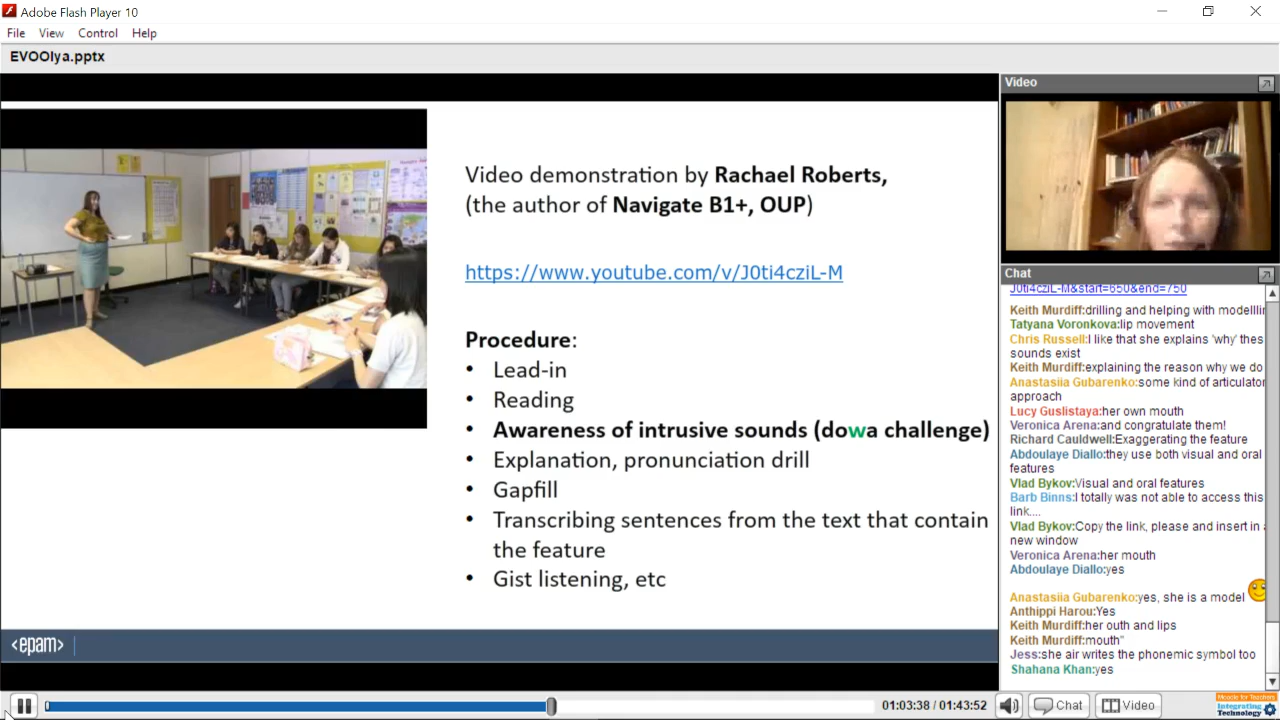 Adobe Flash Player 10
File View Control Help
EVOOlya.pptx
Video demonstration by Rachael Roberts,
(the author of Navigate B1+, OUP)
https://www.youtube.com/v/J0ti4cziL-M
Procedure:
• Lead-in
• Reading
• Awareness of intrusive sounds (dowa challenge)
• Explanation, pronunciation drill
• Gapfill
• Transcribing sentences from the text that contain
the feature
• Gist listening, etc
<epam>
Video
Chat
J0ti4cziL-M&start=650&end=750
Keith Murdiff:drilling and helping with modelllin
Tatyana Voronkova:lip movement
Chris Russell:I like that she explains 'why' thes
sounds exist
Keith Murdiff:explaining the reason why we do
Anastasiia Gubarenko:some kind of articulator
approach
Lucy Guslistaya:her own mouth
Veronica Arena:and congratulate them!
Richard Cauldwell:Exaggerating the feature
Abdoulaye Diallo:they use both visual and oral
features
Vlad Bykov:Visual and oral features
Barb Binns:I totally was not able to access this
link....
Vlad Bykov:Copy the link, please and insert in a
new window
Veronica Arena:her mouth
Abdoulaye Diallo:yes
Anastasiia Gubarenko:yes, she is a model
Anthippi Harou:Yes
Keith Murdiff:her outh and lips
Keith Murdiff:mouth"
Jess:she air writes the phonemic symbol too
Shahana Khan:yes
01:03:38 / 01:43:52
Chat
Video
Moodle for Teachers
Integrating
Technology